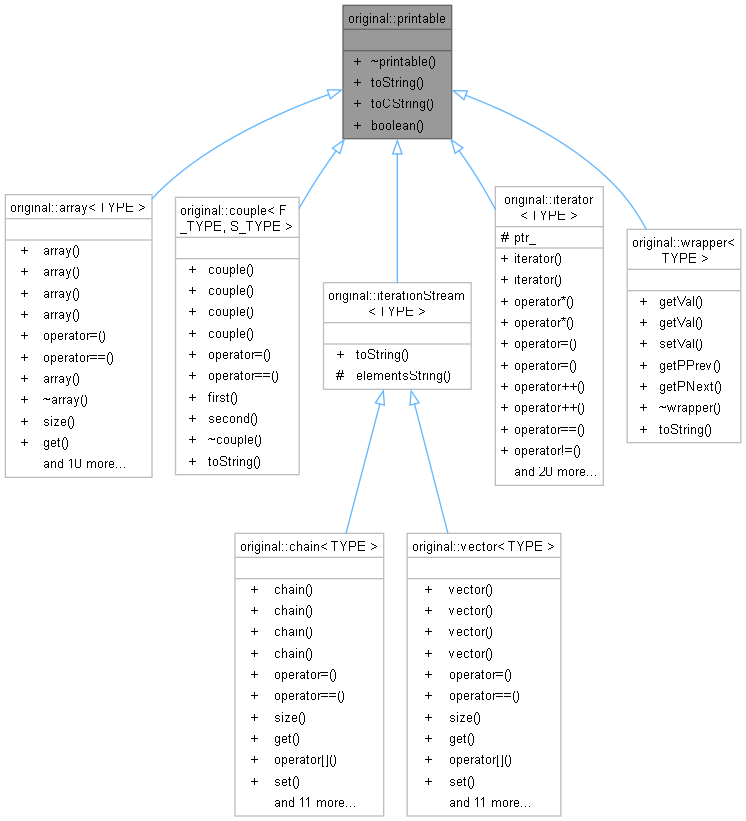 original::printable
+ ~printable()
+ toString()
+ toCString()
+ boolean()
original::array< TYPE >
+ array()
+ array()
+ array()
+ array()
+ operator=()
+ operator==()
+ array()
+ ~array()
+ size()
+ get()
and 10 more...
original::couple< F
_TYPE, S_TYPE >
+ couple()
+ couple()
+ couple()
+ couple()
+ operator=()
+ operator==()
+ first()
+ second()
+ ~couple()
+ toString()
original::iterationStream
< TYPE >
+ toString()
# elementsString()
original::iterator
< TYPE >
# ptr_
+ iterator()
+ iterator()
+ operator*()
+ operator*()
+ operator=()
+ operator=()
+ operator++()
+ operator++()
+ operator==()
+ operator!=()
and 20 more...
original::wrapper<
TYPE >
+ getVal()
+ getVal()
+ setVal()
+ getPPrev()
+ getPNext()
+ ~wrapper()
+ toString()
original::chain< TYPE >
+ chain()
+ chain()
+ chain()
+ chain()
+ operator=()
+ operator==()
+ size()
+ get()
+ operator[]()
+ set()
and 11 more...
original::vector< TYPE >
+ vector()
+ vector()
+ vector()
+ vector()
+ operator=()
+ operator==()
+ size()
+ get()
+ operator[]()
+ set()
and 11 more...